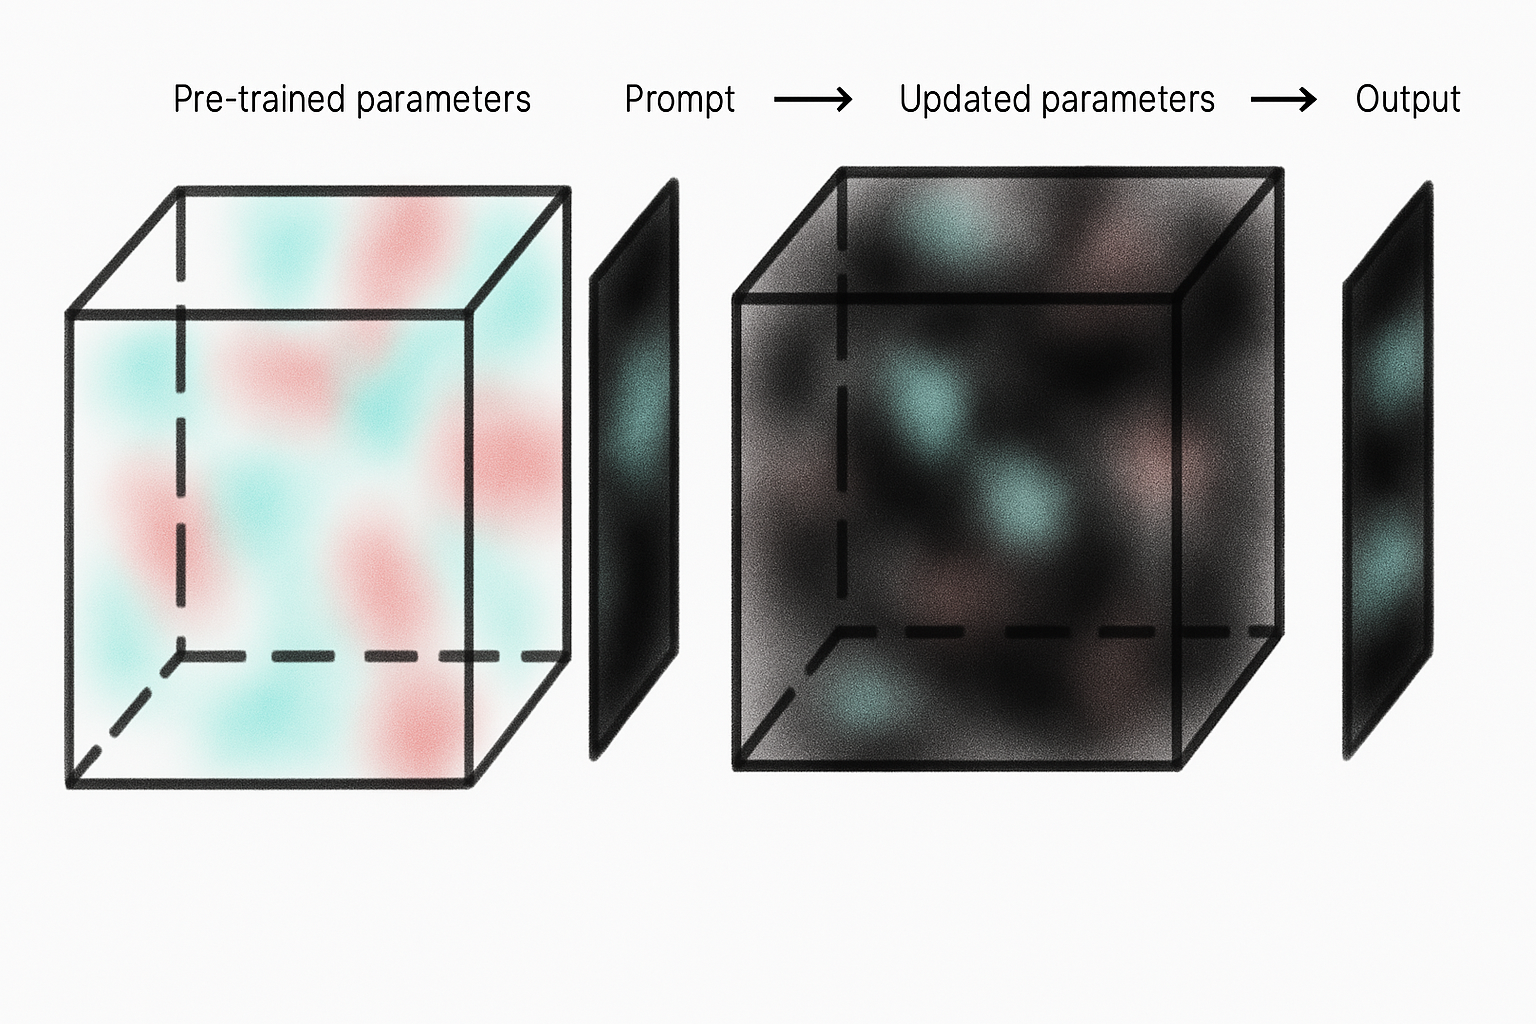 Pre-trained parameters Prompt → Updated parameters → Output